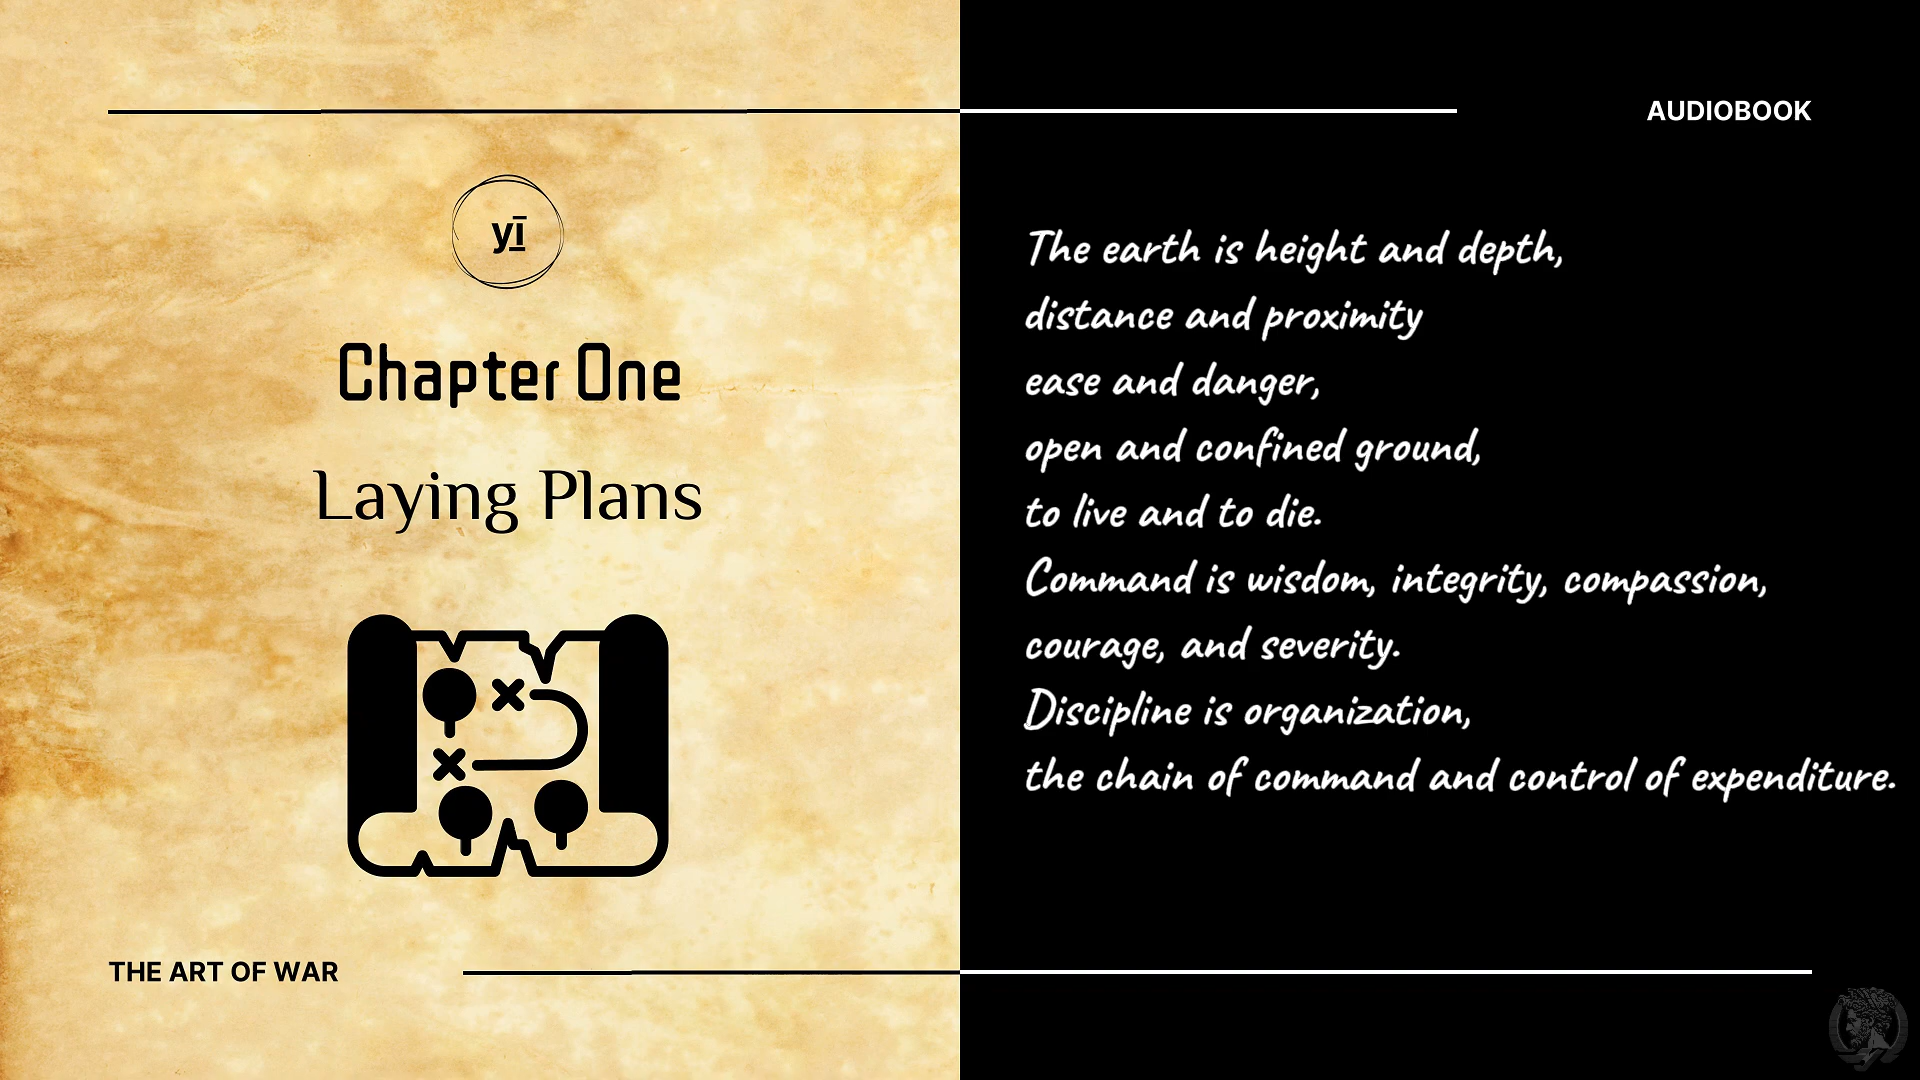 AUDIOBOOK
yī
Chapter One
Laying Plans
THE ART OF WAR
The earth is height and depth,
distance and proximity
ease and danger,
open and confined ground,
to live and to die.
Command is wisdom, integrity, compassion,
courage, and severity.
Discipline is organization,
the chain of command and control of expenditure.